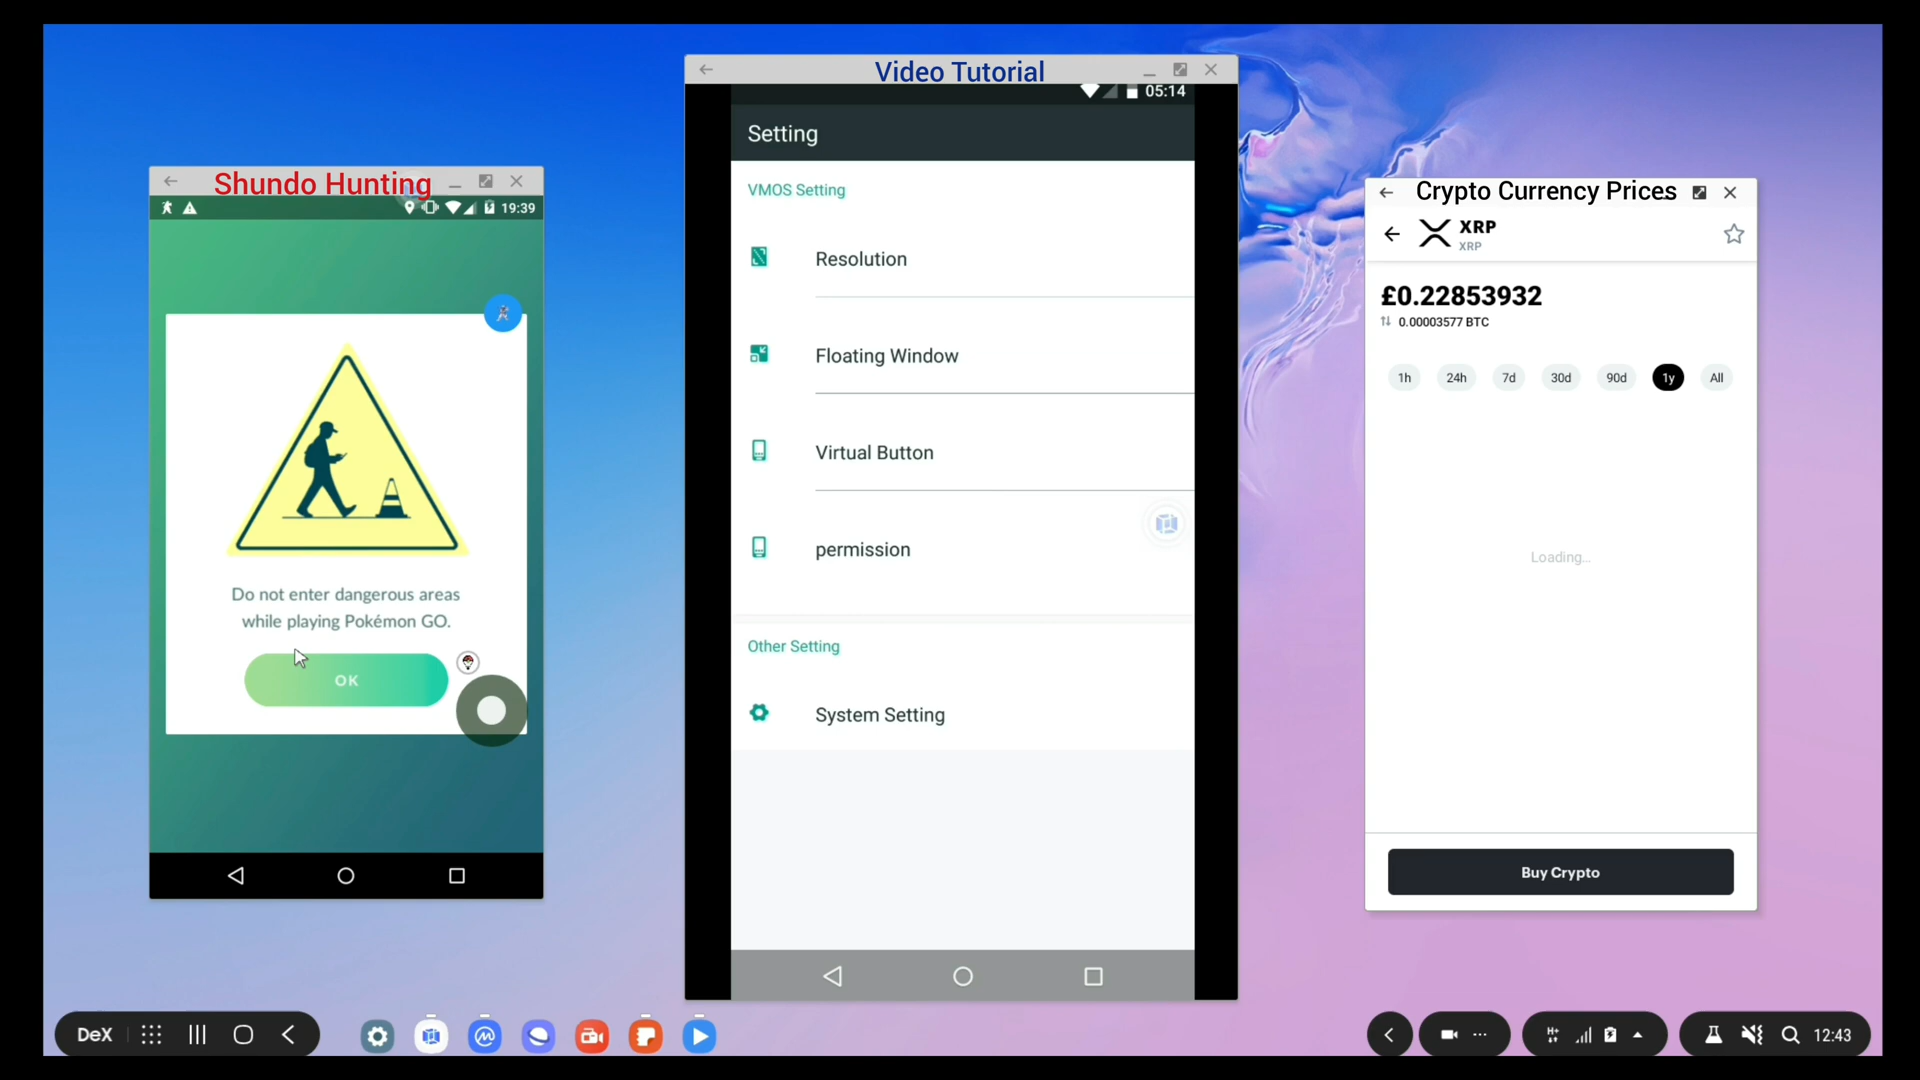 Shundo Hunting
19:39
Do not enter dangerous areas
while playing Pokémon GO.
OK
Video Tutorial
05:14
Setting
VMOS Setting
Resolution
Floating Window
Virtual Button
permission
Other Setting
System Setting
Crypto Currency Prices
XRP
XRP
£0.22853932
0.00003577 BTC
1h 24h 7d 30d 90d 1y All
Loading...
Buy Crypto
DeX
H+
12:43